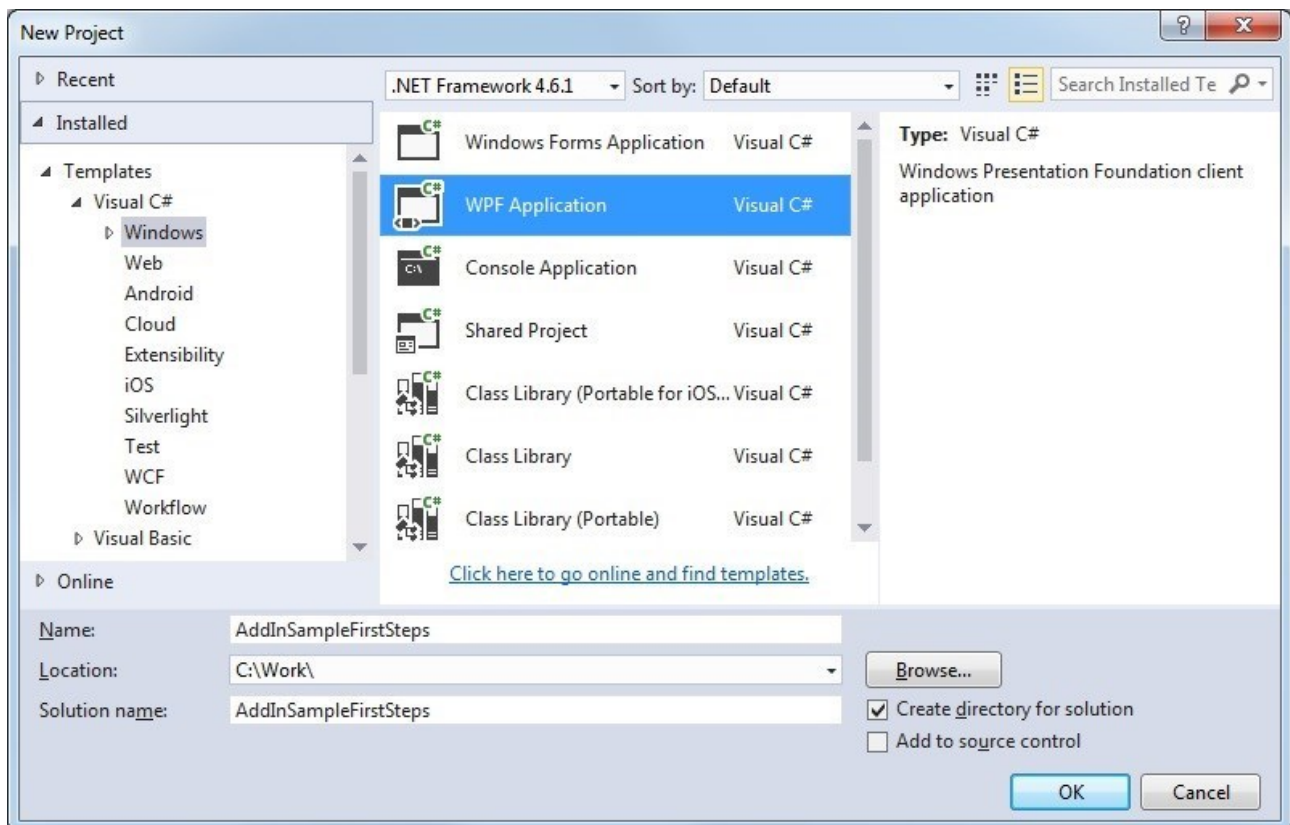 New Project
Recent
.NET Framework 4.6.1
Sort by:
Default
Search Installed Te
Installed
Templates
Visual C#
Windows
Web
Android
Cloud
Extensibility
iOS
Silverlight
Test
WCF
Workflow
Visual Basic
Online
Windows Forms Application Visual C#
WPF Application Visual C#
Console Application Visual C#
Shared Project Visual C#
Class Library (Portable for iOS... Visual C#
Class Library Visual C#
Class Library (Portable) Visual C#
Click here to go online and find templates.
Type: Visual C#
Windows Presentation Foundation client
application
Name: AddInSampleFirstSteps
Location: C:\Work\
Browse...
Solution name: AddInSampleFirstSteps
Create directory for solution
Add to source control
OK
Cancel